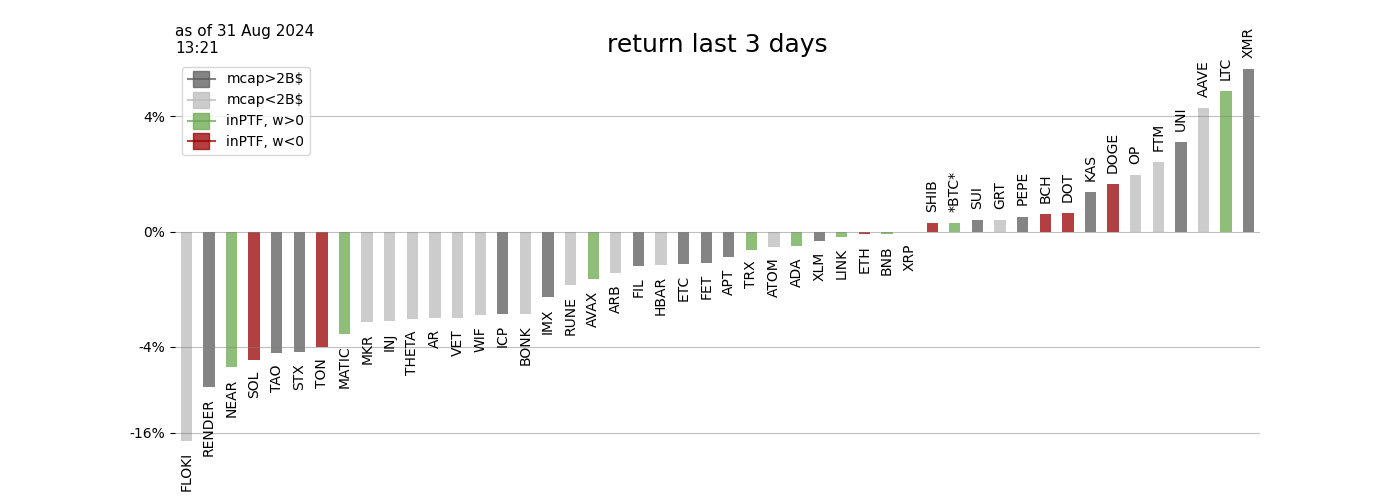 as of 31 Aug 2024
13:21
return last 3 days
mcap>2B$
mcap<2B$
inPTF, w>0
inPTF, w<0
4%
0%
-4%
-16%
FLOKI
RENDER
NEAR
SOL
TAO
STX
TON
MATIC
MKR
INJ
THETA
AR
VET
WIF
ICP
BONK
IMX
RUNE
AVAX
ARB
FIL
HBAR
ETC
FET
APT
TRX
ATOM
ADA
XLM
LINK
ETH
BNB
XRP
SHIB
*BTC*
SUI
GRT
PEPE
BCH
DOT
KAS
DOGE
OP
FTM
UNI
AAVE
LTC
XMR